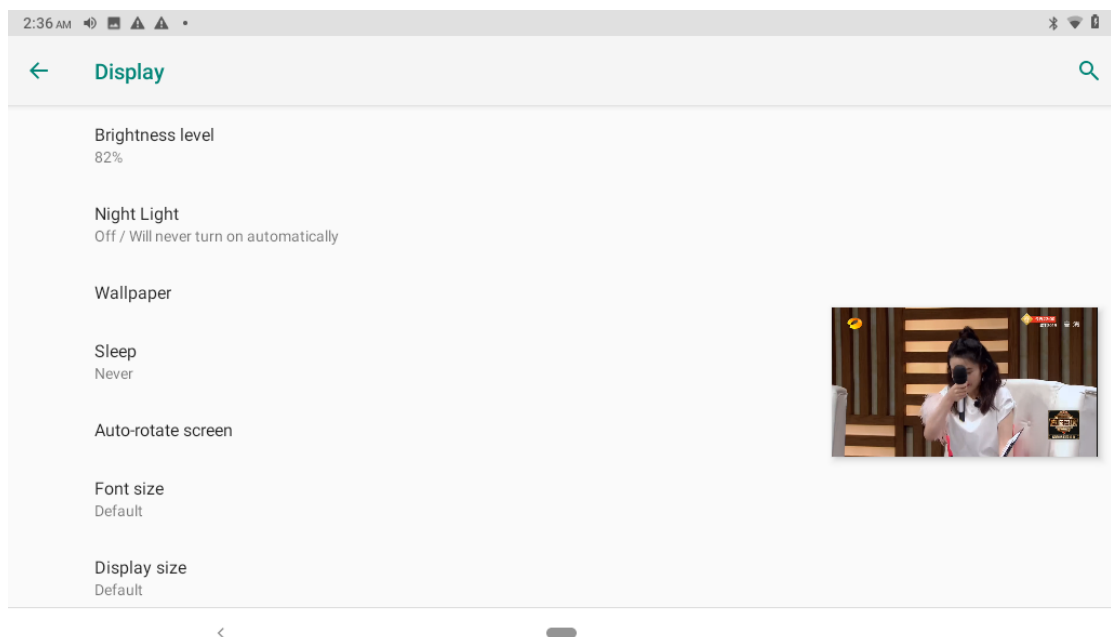 2:36 AM
Display
Brightness level
82%
Night Light
Off / Will never turn on automatically
Wallpaper
Sleep
Never
Auto-rotate screen
Font size
Default
Display size
Default